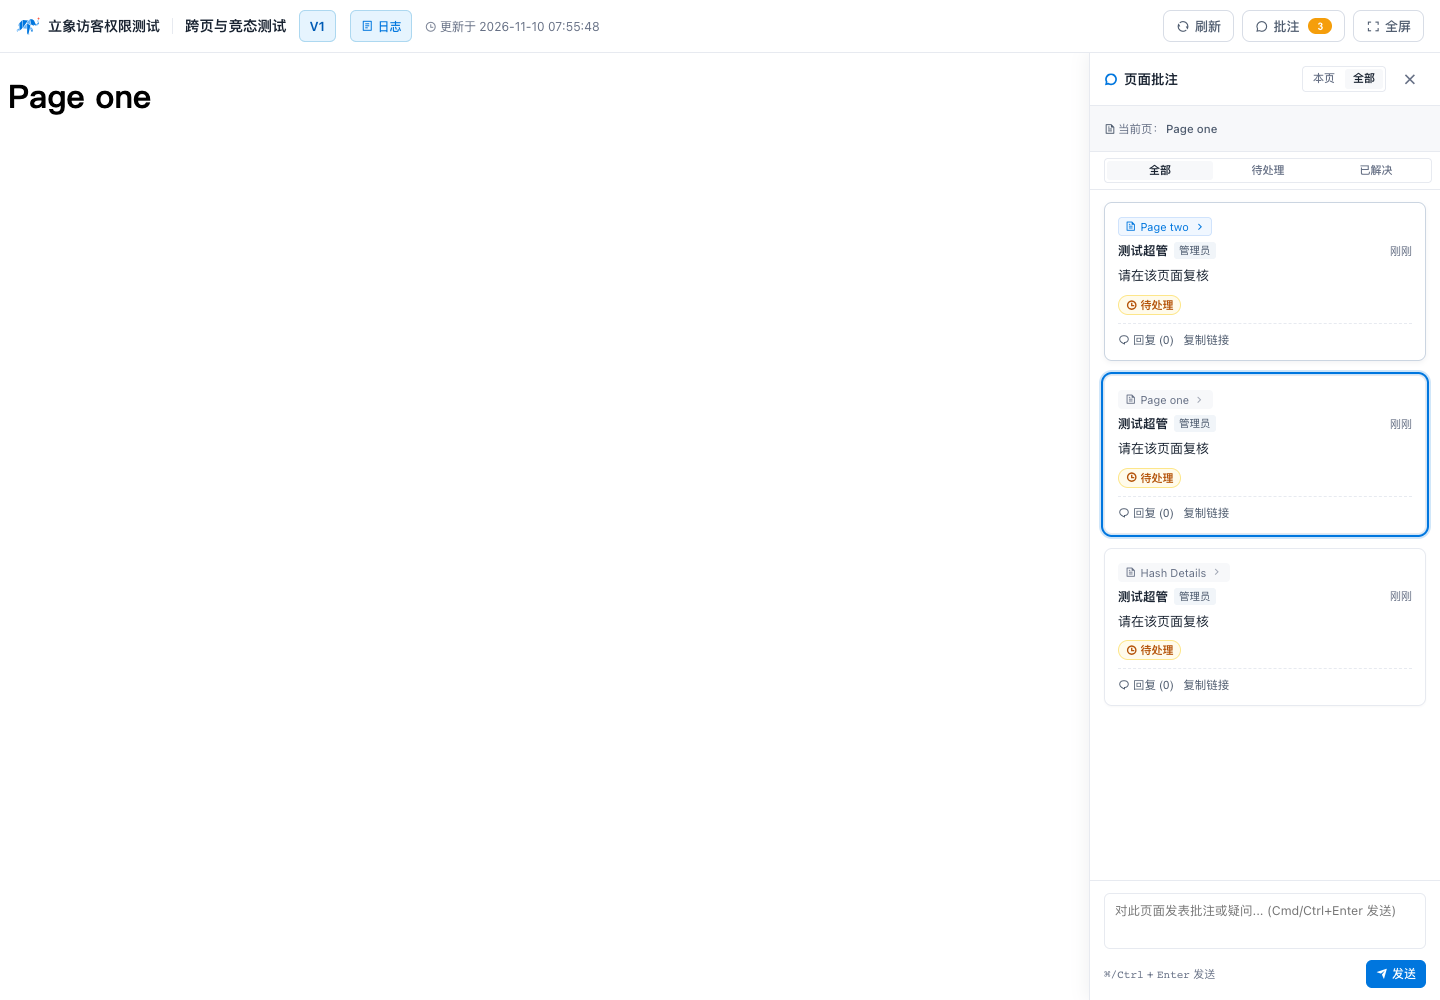 立象访客权限测试 跨页与竞态测试 V1 日志 更新于 2026-11-10 07:55:48 刷新 批注 3 全屏
Page one
页面批注 本页 全部
当前页： Page one
全部 待处理 已解决
Page two
测试超管 管理员 刚刚
请在该页面复核
待处理
回复 (0) 复制链接
Page one
测试超管 管理员 刚刚
请在该页面复核
待处理
回复 (0) 复制链接
Hash Details
测试超管 管理员 刚刚
请在该页面复核
待处理
回复 (0) 复制链接
对此页面发表批注或疑问... (Cmd/Ctrl+Enter 发送)
⌘/Ctrl + Enter 发送 发送